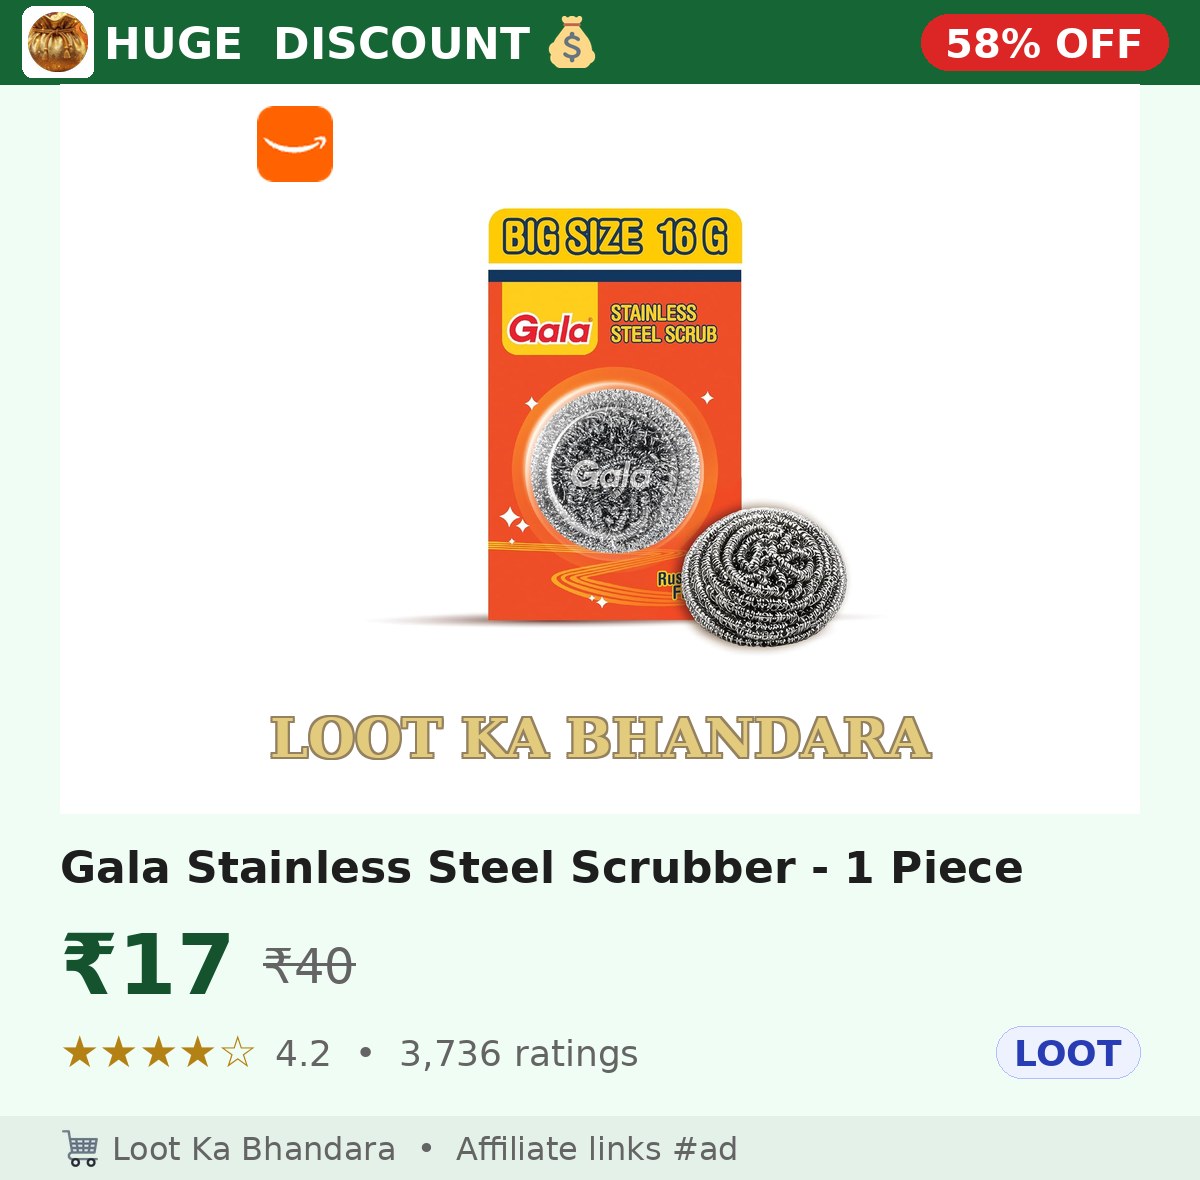 HUGE DISCOUNT
58% OFF
BIG SIZE 16 G
Gala
STAINLESS
STEEL SCRUB
Gala
LOOT KA BHANDARA
Gala Stainless Steel Scrubber - 1 Piece
₹17 ₹40
★★★★☆ 4.2 • 3,736 ratings
LOOT
Loot Ka Bhandara • Affiliate links #ad